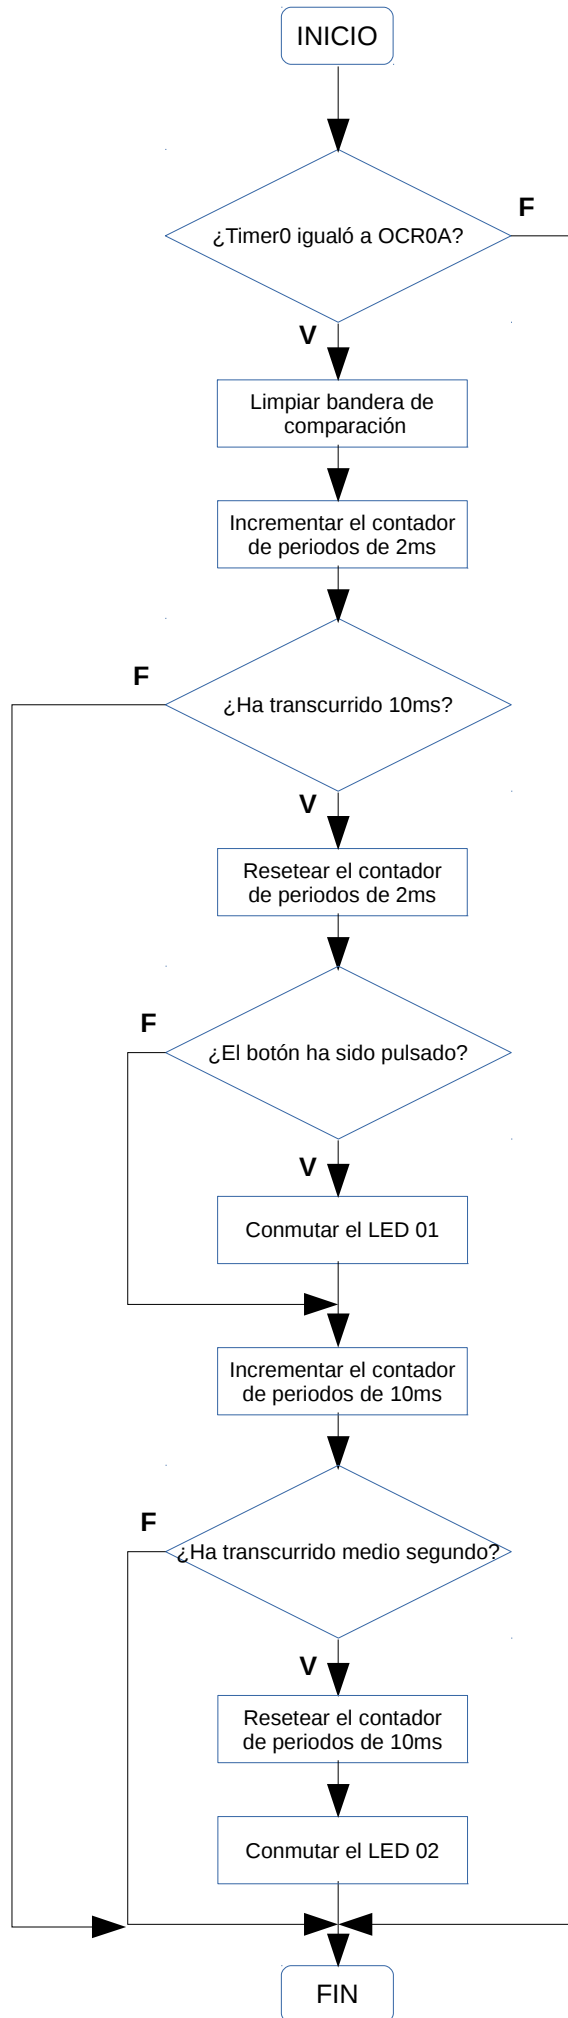 INICIO
¿Timer0 igualó a OCR0A?
F
V
Limpiar bandera de
comparación
Incrementar el contador
de periodos de 2ms
F
¿Ha transcurrido 10ms?
V
Resetear el contador
de periodos de 2ms
F
¿El botón ha sido pulsado?
V
Conmutar el LED 01
Incrementar el contador
de periodos de 10ms
F
¿Ha transcurrido medio segundo?
V
Resetear el contador
de periodos de 10ms
Conmutar el LED 02
FIN